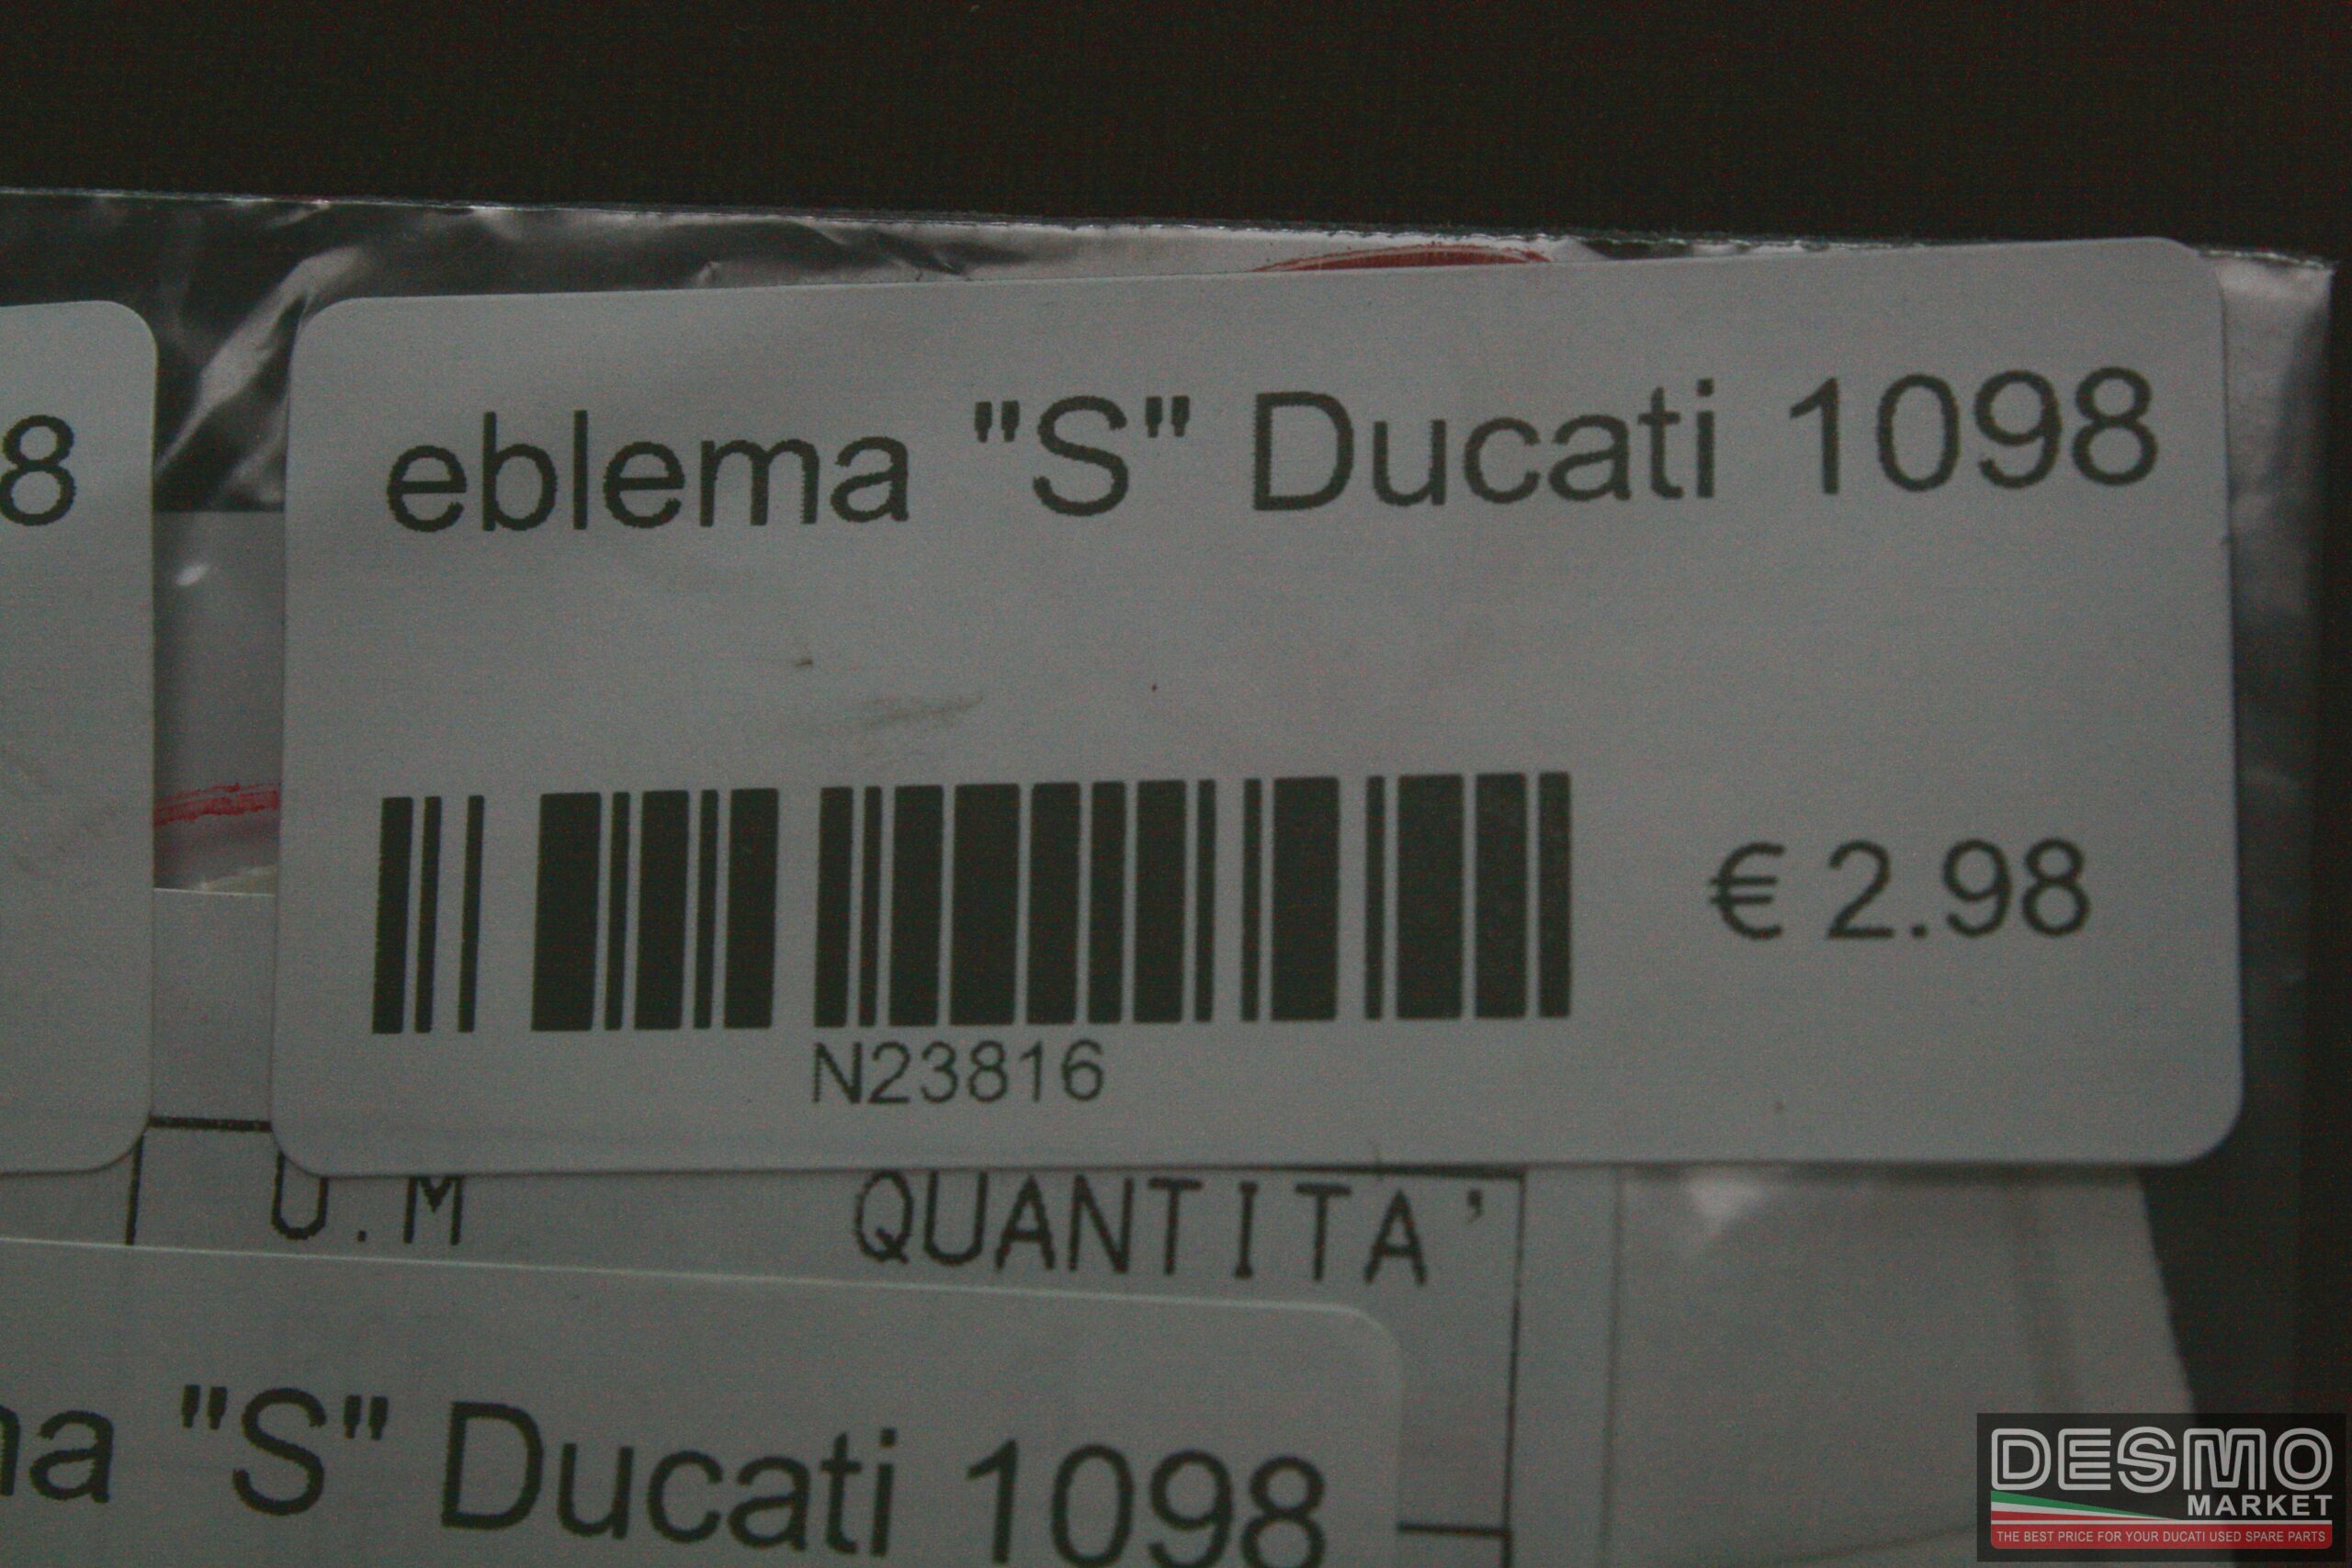 8
eblema "S" Ducati 1098
€ 2.98
N23816
U.M QUANTITA'
"S" Ducati 1098
DESMO
MARKET
THE BEST PRICE FOR YOUR DUCATI USED SPARE PARTS